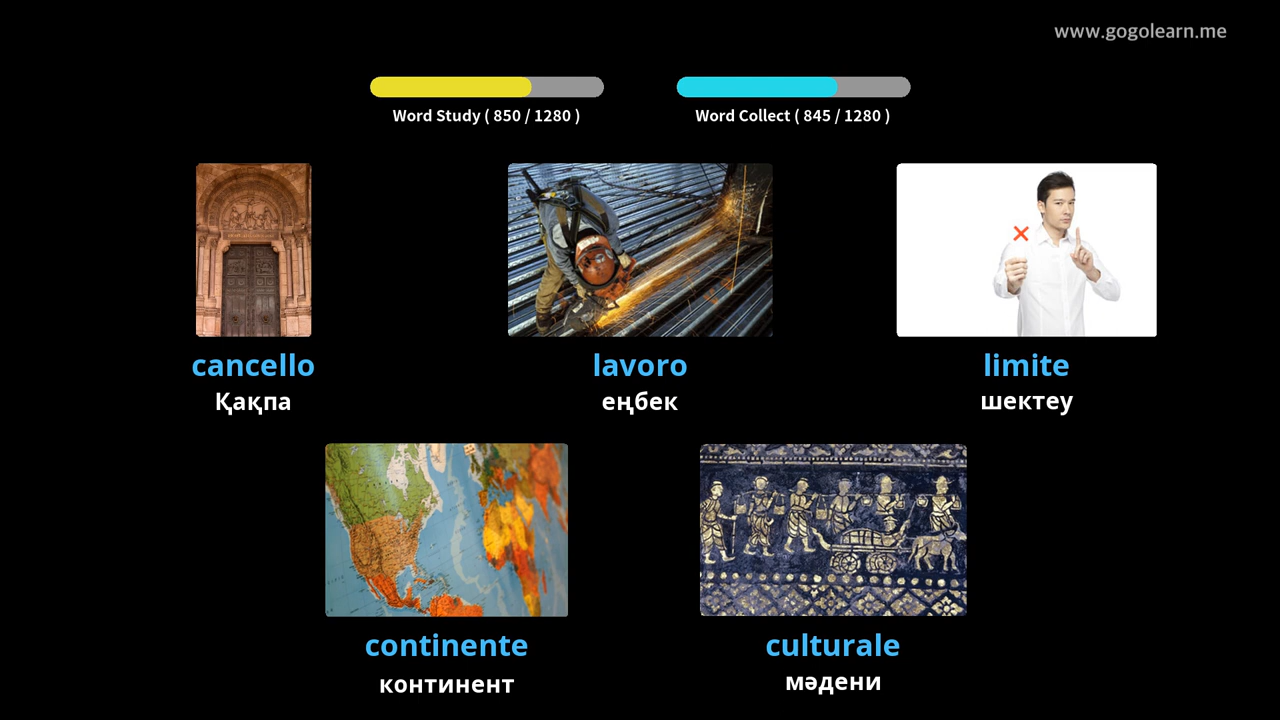 www.gogolearn.me
Word Study ( 850 / 1280 )
Word Collect ( 845 / 1280 )
cancello
Қақпа
lavoro
еңбек
limite
шектеу
continente
континент
culturale
мәдени